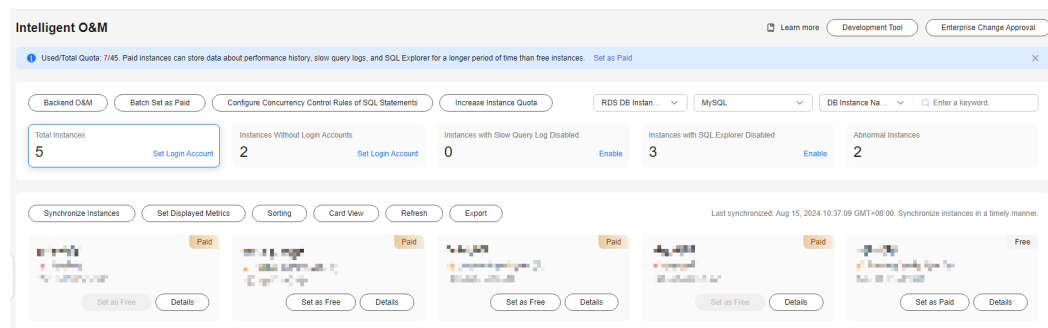 Intelligent O&M
Learn more
Development Tool
Enterprise Change Approval
Used/Total Quota: 7/45. Paid instances can store data about performance history, slow query logs, and SQL Explorer for a longer period of time than free instances. Set as Paid
Backend O&M
Batch Set as Paid
Configure Concurrency Control Rules of SQL Statements
Increase Instance Quota
RDS DB Instan...
MySQL
DB Instance Na...
Enter a keyword.
Total Instances
5
Set Login Account
Instances Without Login Accounts
2
Set Login Account
Instances with Slow Query Log Disabled
0
Enable
Instances with SQL Explorer Disabled
3
Enable
Abnormal Instances
2
Synchronize Instances
Set Displayed Metrics
Sorting
Card View
Refresh
Export
Last synchronized: Aug 15, 2024 10:37:09 GMT+08:00. Synchronize instances in a timely manner.
Paid
Set as Free
Details
Paid
Set as Free
Details
Paid
Set as Free
Details
Paid
Set as Free
Details
Free
Set as Paid
Details